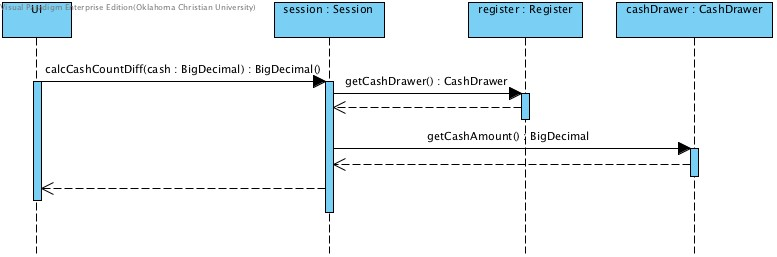 Visual Paradigm Enterprise Edition(Oklahoma Christian University)
UI
session : Session
register : Register
cashDrawer : CashDrawer
calcCashCountDiff(cash : BigDecimal) : BigDecimal()
getCashDrawer() : CashDrawer
getCashAmount() : BigDecimal